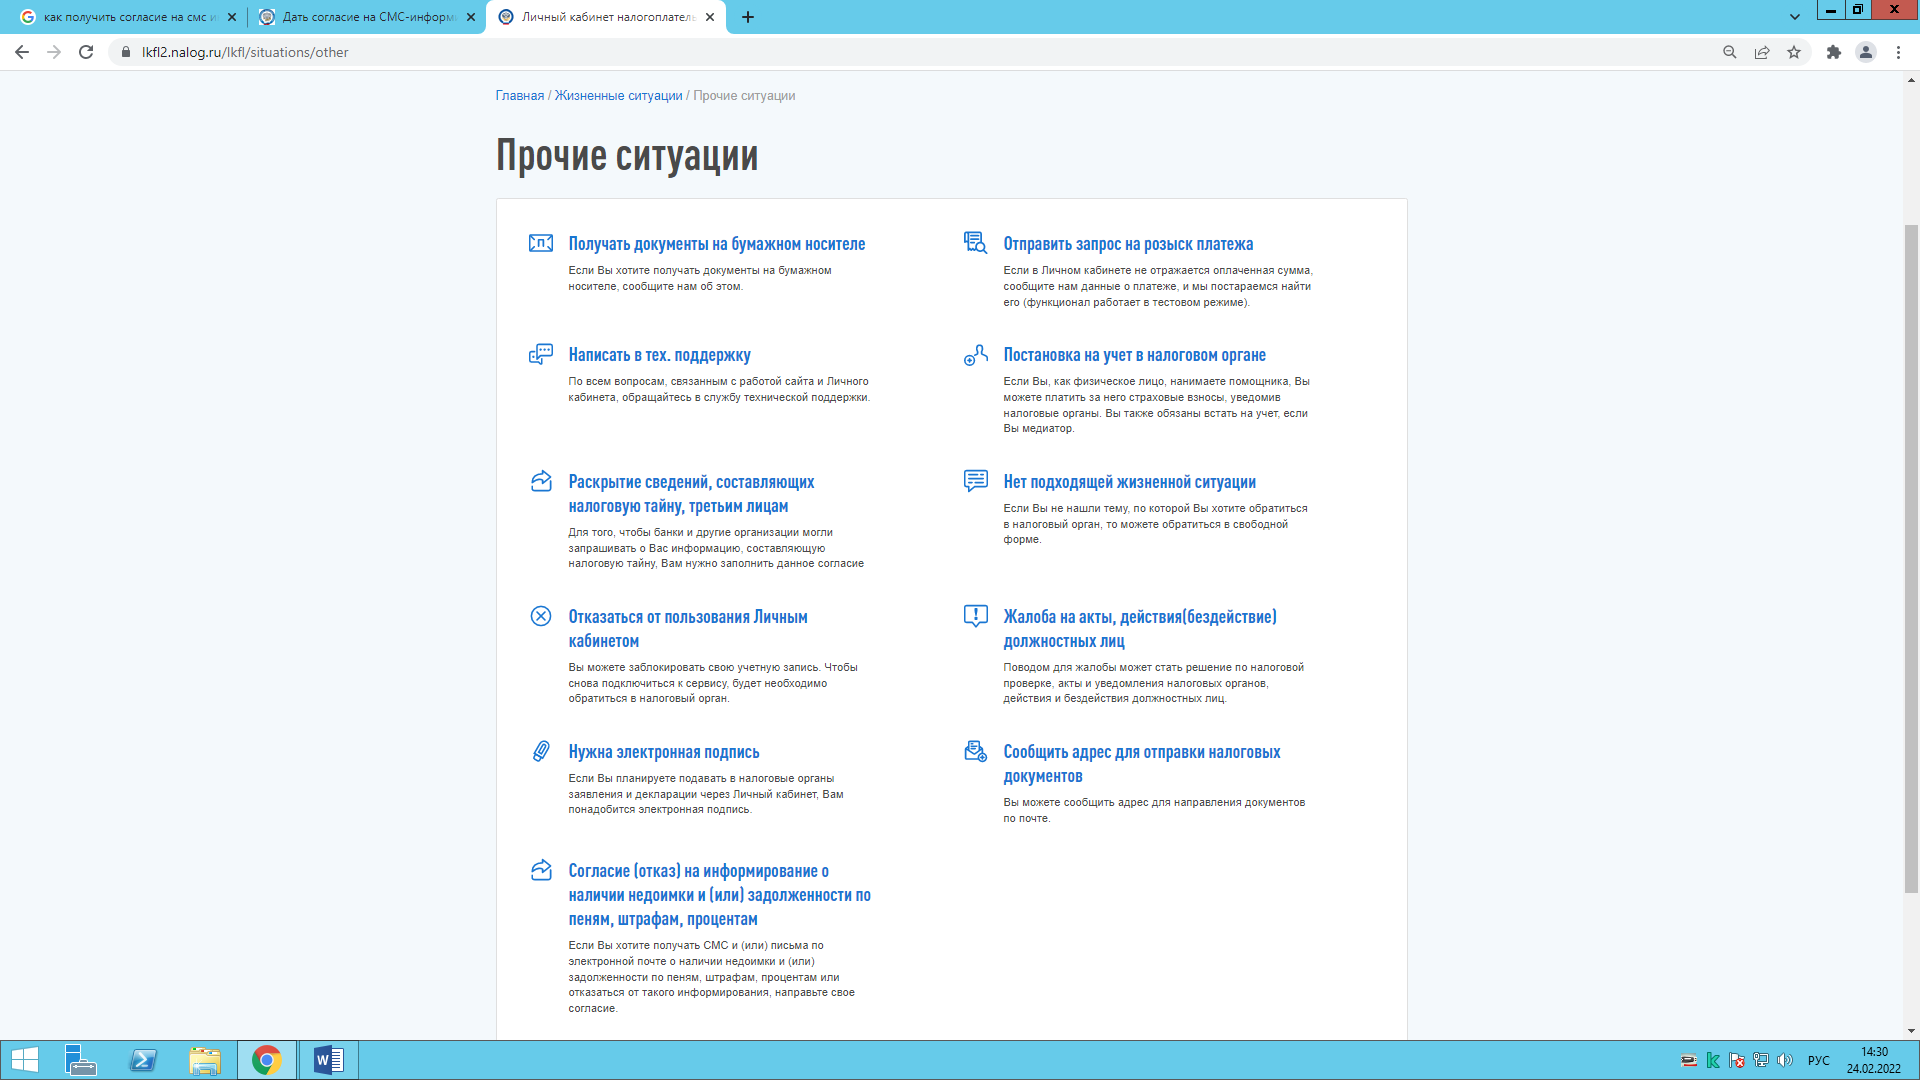 как получить согласие на смс и
Дать согласие на СМС-информ
Личный кабинет налогоплатель
lkfl2.nalog.ru/lkfl/situations/other
Главная / Жизненные ситуации / Прочие ситуации
Прочие ситуации
Получать документы на бумажном носителе
Если Вы хотите получать документы на бумажном
носителе, сообщите нам об этом.
Отправить запрос на розыск платежа
Если в Личном кабинете не отражается оплаченная сумма,
сообщите нам данные о платеже, и мы постараемся найти
его (функционал работает в тестовом режиме).
Написать в тех. поддержку
По всем вопросам, связанным с работой сайта и Личного
кабинета, обращайтесь в службу технической поддержки.
Постановка на учет в налоговом органе
Если Вы, как физическое лицо, нанимаете помощника, Вы
можете платить за него страховые взносы, уведомив
налоговые органы. Вы также обязаны встать на учет, если
Вы медиатор.
Раскрытие сведений, составляющих
налоговую тайну, третьим лицам
Для того, чтобы банки и другие организации могли
запрашивать о Вас информацию, составляющую
налоговую тайну, Вам нужно заполнить данное согласие
Нет подходящей жизненной ситуации
Если Вы не нашли тему, по которой Вы хотите обратиться
в налоговый орган, то можете обратиться в свободной
форме.
Отказаться от пользования Личным
кабинетом
Вы можете заблокировать свою учетную запись. Чтобы
снова подключиться к сервису, будет необходимо
обратиться в налоговый орган.
Жалоба на акты, действия(бездействие)
должностных лиц
Поводом для жалобы может стать решение по налоговой
проверке, акты и уведомления налоговых органов,
действия и бездействия должностных лиц.
Нужна электронная подпись
Если Вы планируете подавать в налоговые органы
заявления и декларации через Личный кабинет, Вам
понадобится электронная подпись.
Сообщить адрес для отправки налоговых
документов
Вы можете сообщить адрес для направления документов
по почте.
Согласие (отказ) на информирование о
наличии недоимки и (или) задолженности по
пеням, штрафам, процентам
Если Вы хотите получать СМС и (или) письма по
электронной почте о наличии недоимки и (или)
задолженности по пеням, штрафам, процентам или
отказаться от такого информирования, направьте свое
согласие.
РУС
14:30
24.02.2022